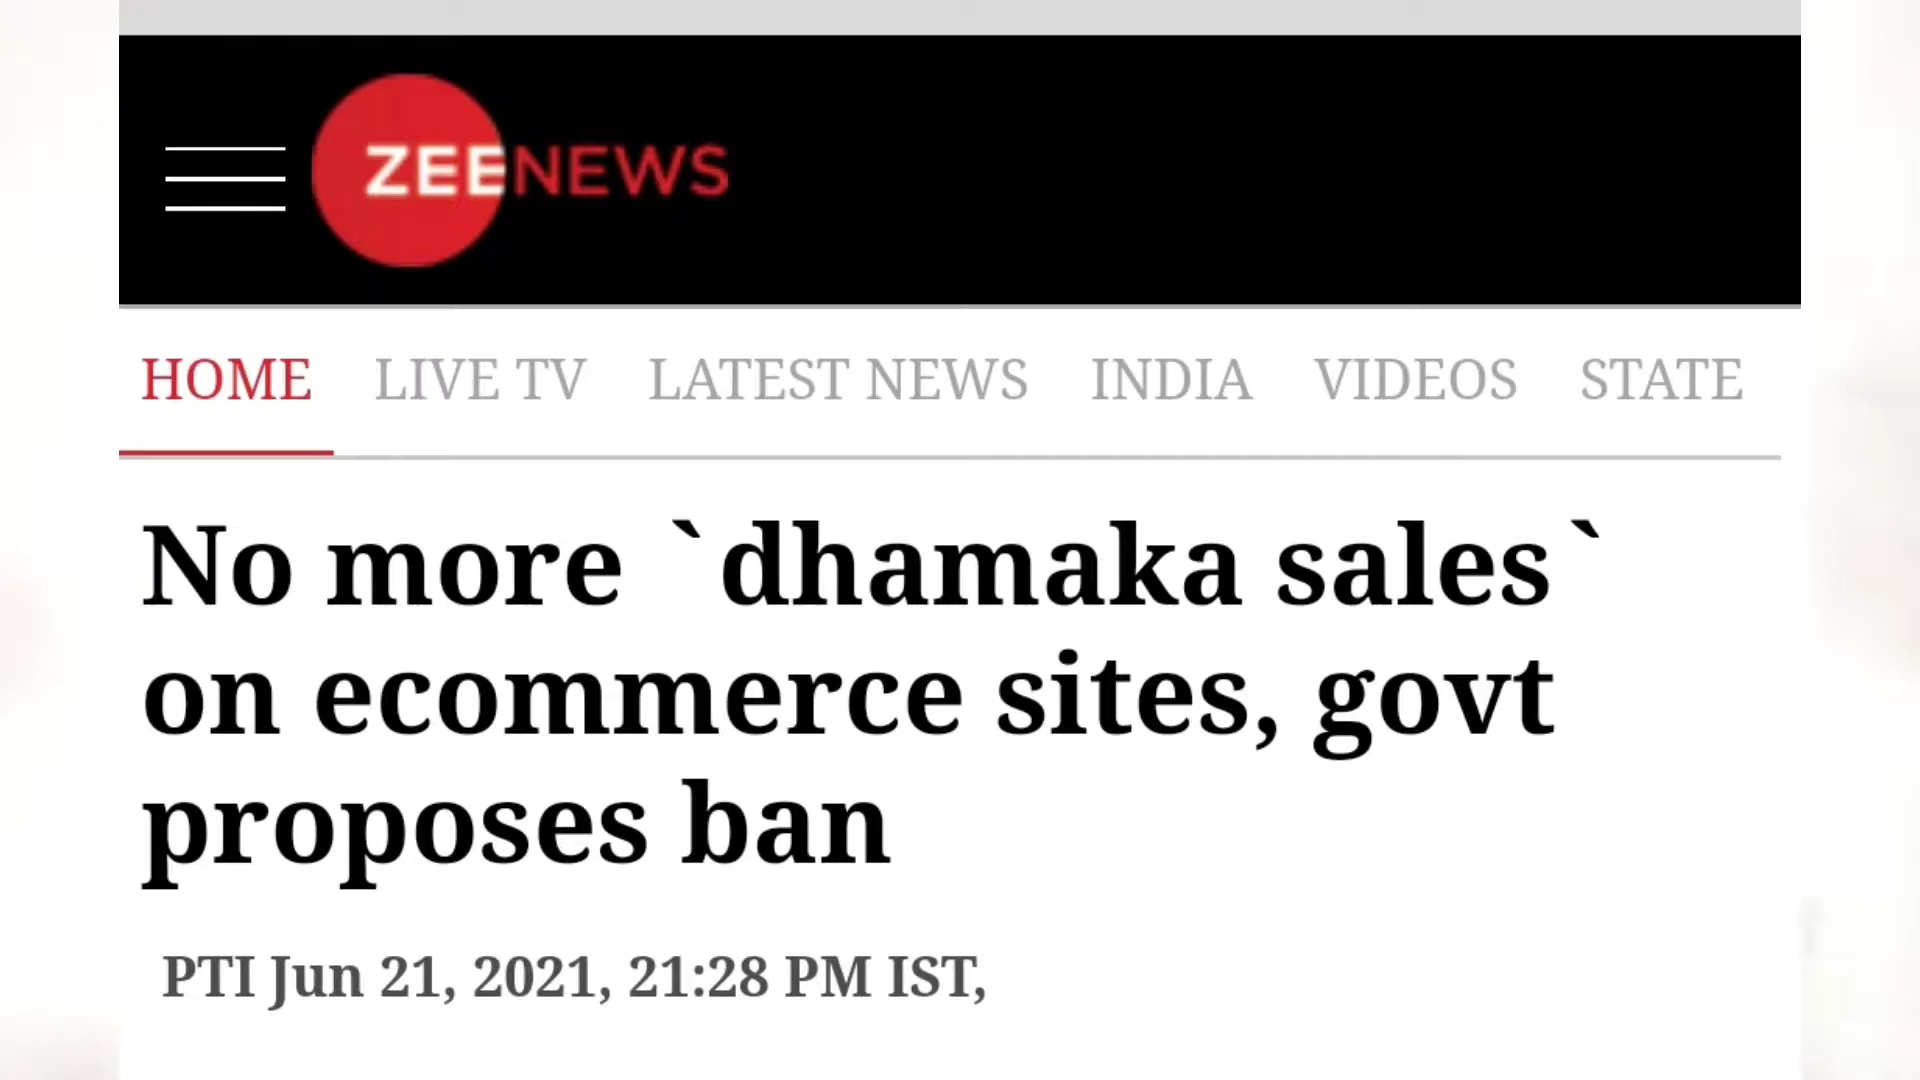 ZEENEWS
HOME LIVE TV LATEST NEWS INDIA VIDEOS STATE
No more `dhamaka sales`
on ecommerce sites, govt
proposes ban
PTI Jun 21, 2021, 21:28 PM IST,